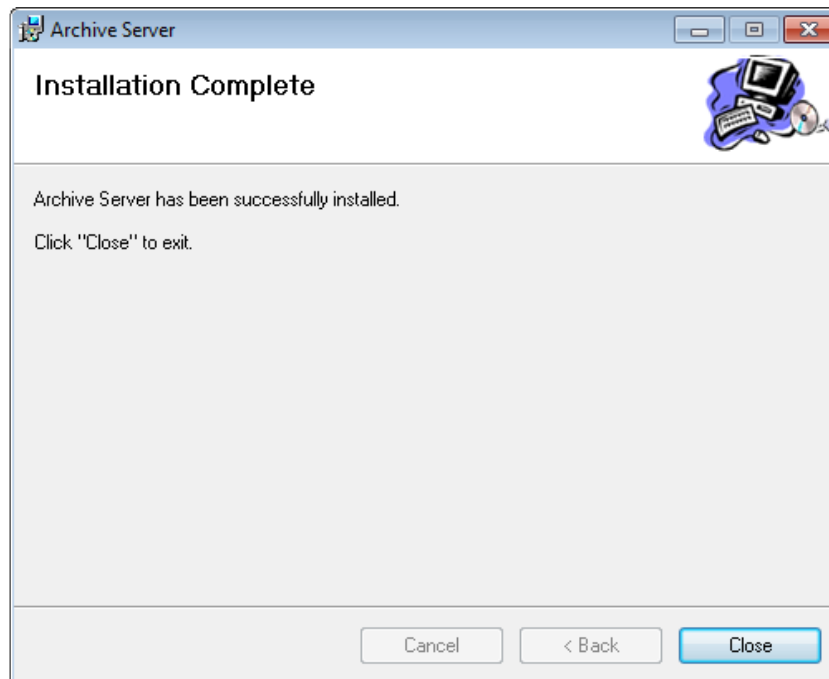 Archive Server
Installation Complete
Archive Server has been successfully installed.
Click "Close" to exit.
Cancel
< Back
Close